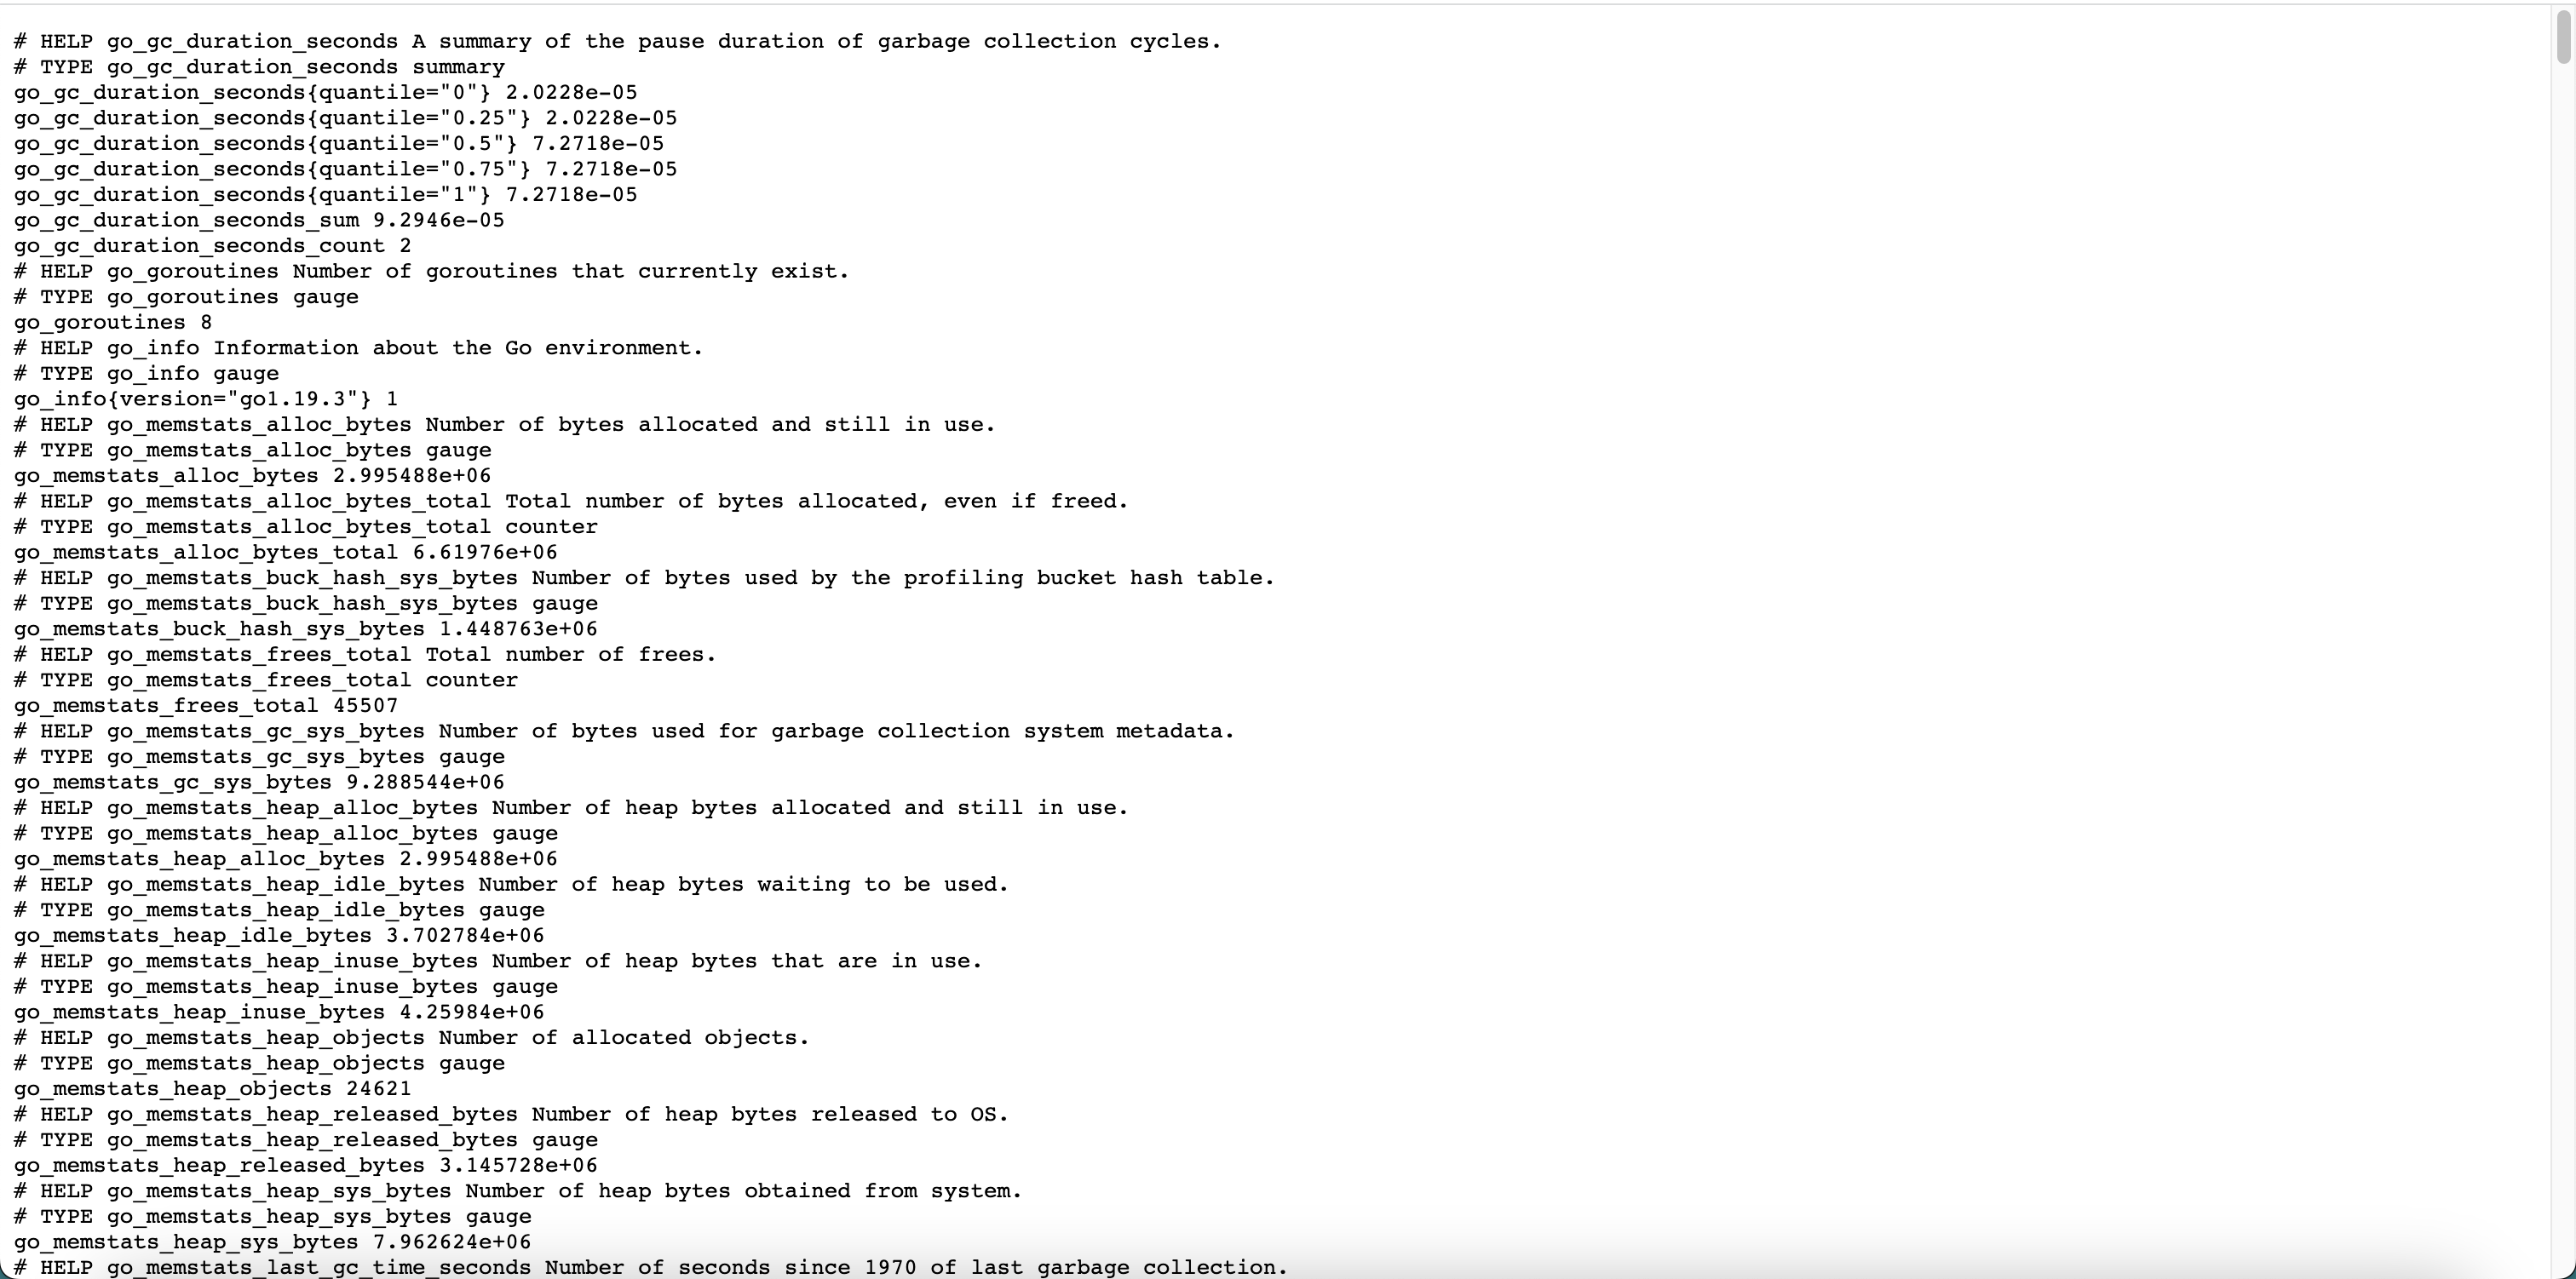 # HELP go_gc_duration_seconds A summary of the pause duration of garbage collection cycles.
# TYPE go_gc_duration_seconds summary
go_gc_duration_seconds{quantile="0"} 2.0228e-05
go_gc_duration_seconds{quantile="0.25"} 2.0228e-05
go_gc_duration_seconds{quantile="0.5"} 7.2718e-05
go_gc_duration_seconds{quantile="0.75"} 7.2718e-05
go_gc_duration_seconds{quantile="1"} 7.2718e-05
go_gc_duration_seconds_sum 9.2946e-05
go_gc_duration_seconds_count 2
# HELP go_goroutines Number of goroutines that currently exist.
# TYPE go_goroutines gauge
go_goroutines 8
# HELP go_info Information about the Go environment.
# TYPE go_info gauge
go_info{version="go1.19.3"} 1
# HELP go_memstats_alloc_bytes Number of bytes allocated and still in use.
# TYPE go_memstats_alloc_bytes gauge
go_memstats_alloc_bytes 2.995488e+06
# HELP go_memstats_alloc_bytes_total Total number of bytes allocated, even if freed.
# TYPE go_memstats_alloc_bytes_total counter
go_memstats_alloc_bytes_total 6.61976e+06
# HELP go_memstats_buck_hash_sys_bytes Number of bytes used by the profiling bucket hash table.
# TYPE go_memstats_buck_hash_sys_bytes gauge
go_memstats_buck_hash_sys_bytes 1.448763e+06
# HELP go_memstats_frees_total Total number of frees.
# TYPE go_memstats_frees_total counter
go_memstats_frees_total 45507
# HELP go_memstats_gc_sys_bytes Number of bytes used for garbage collection system metadata.
# TYPE go_memstats_gc_sys_bytes gauge
go_memstats_gc_sys_bytes 9.288544e+06
# HELP go_memstats_heap_alloc_bytes Number of heap bytes allocated and still in use.
# TYPE go_memstats_heap_alloc_bytes gauge
go_memstats_heap_alloc_bytes 2.995488e+06
# HELP go_memstats_heap_idle_bytes Number of heap bytes waiting to be used.
# TYPE go_memstats_heap_idle_bytes gauge
go_memstats_heap_idle_bytes 3.702784e+06
# HELP go_memstats_heap_inuse_bytes Number of heap bytes that are in use.
# TYPE go_memstats_heap_inuse_bytes gauge
go_memstats_heap_inuse_bytes 4.25984e+06
# HELP go_memstats_heap_objects Number of allocated objects.
# TYPE go_memstats_heap_objects gauge
go_memstats_heap_objects 24621
# HELP go_memstats_heap_released_bytes Number of heap bytes released to OS.
# TYPE go_memstats_heap_released_bytes gauge
go_memstats_heap_released_bytes 3.145728e+06
# HELP go_memstats_heap_sys_bytes Number of heap bytes obtained from system.
# TYPE go_memstats_heap_sys_bytes gauge
go_memstats_heap_sys_bytes 7.962624e+06
# HELP go_memstats_last_gc_time_seconds Number of seconds since 1970 of last garbage collection.